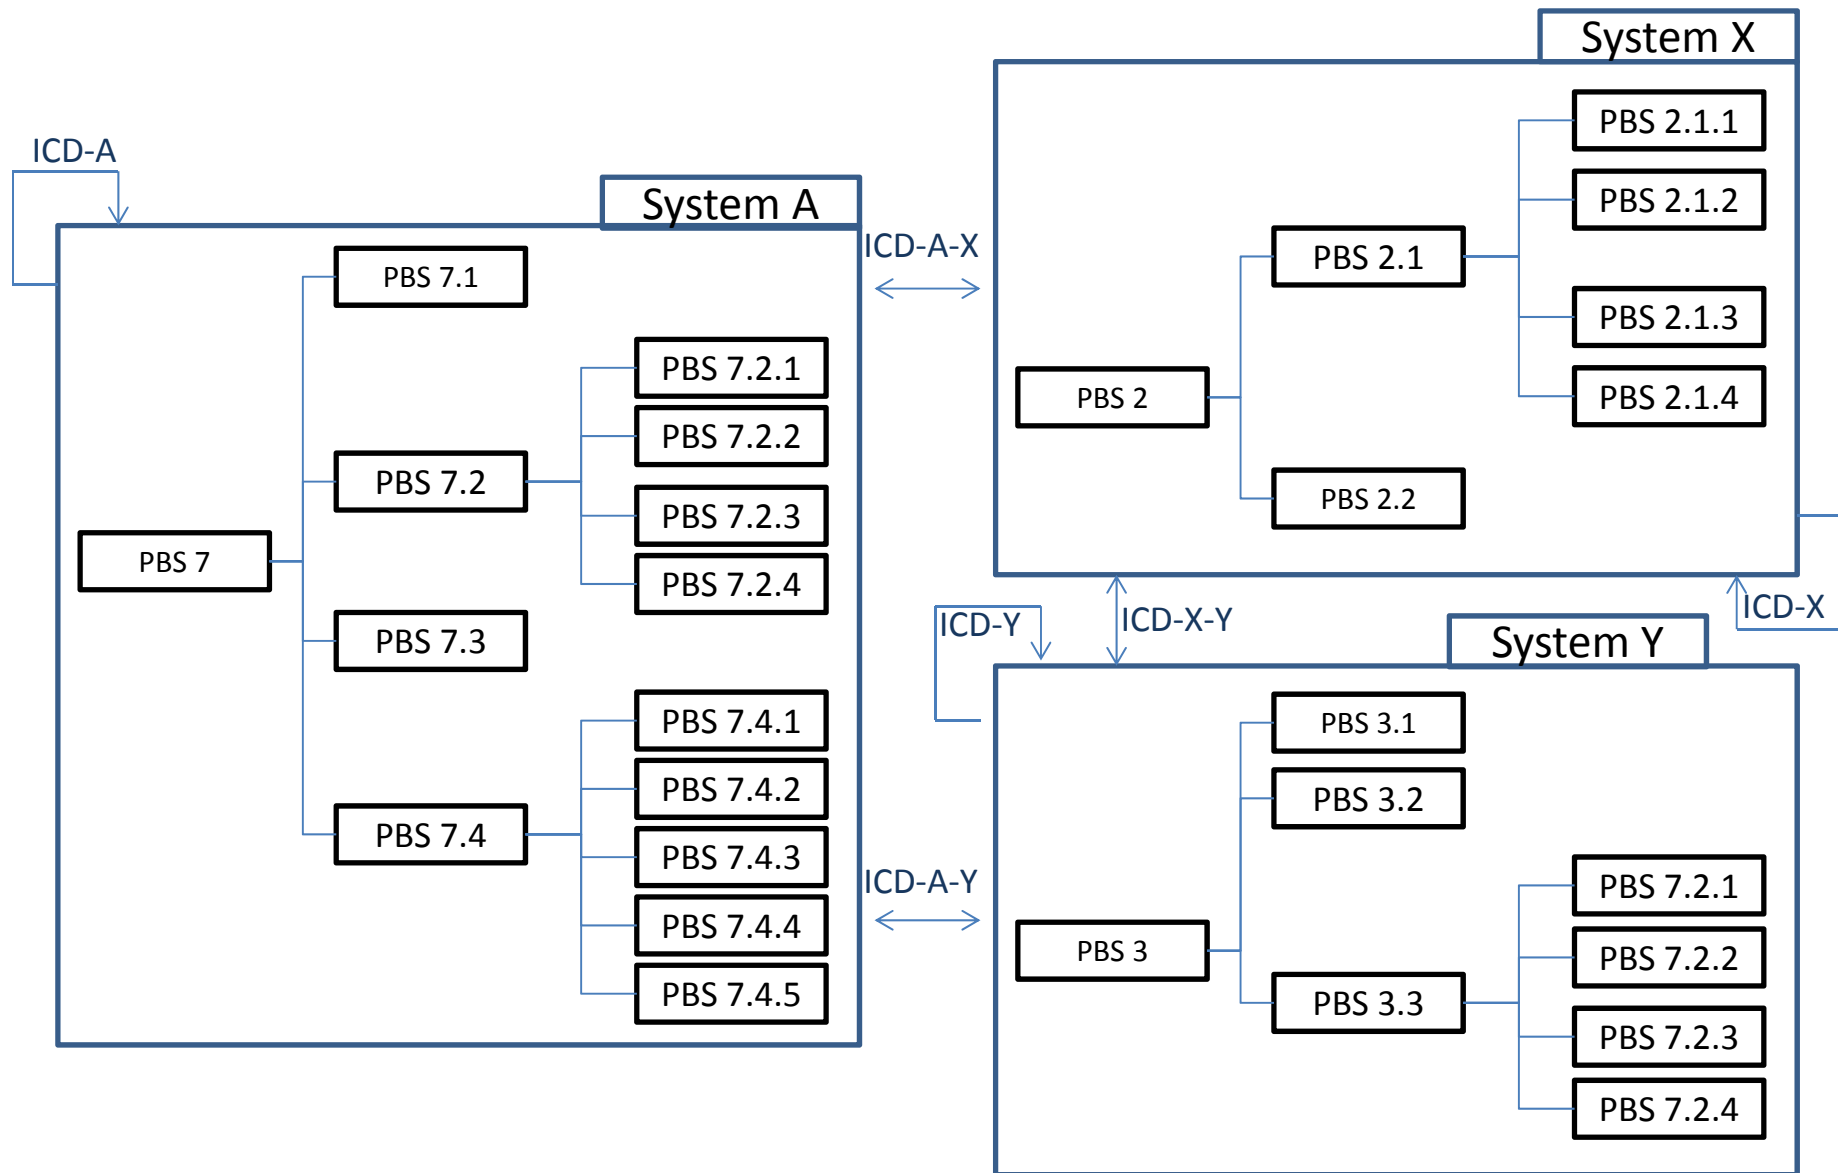 ICD-A
System A
PBS 7.1
PBS 7.2.1
PBS 7.2.2
PBS 7.2
PBS 7.2.3
PBS 7
PBS 7.2.4
PBS 7.3
PBS 7.4.1
PBS 7.4.2
PBS 7.4
PBS 7.4.3
PBS 7.4.4
PBS 7.4.5
ICD-A-X
ICD-A-Y
System X
PBS 2.1.1
PBS 2.1.2
PBS 2.1
PBS 2.1.3
PBS 2
PBS 2.1.4
PBS 2.2
ICD-Y
ICD-X-Y
ICD-X
System Y
PBS 3.1
PBS 3.2
PBS 7.2.1
PBS 7.2.2
PBS 3
PBS 3.3
PBS 7.2.3
PBS 7.2.4